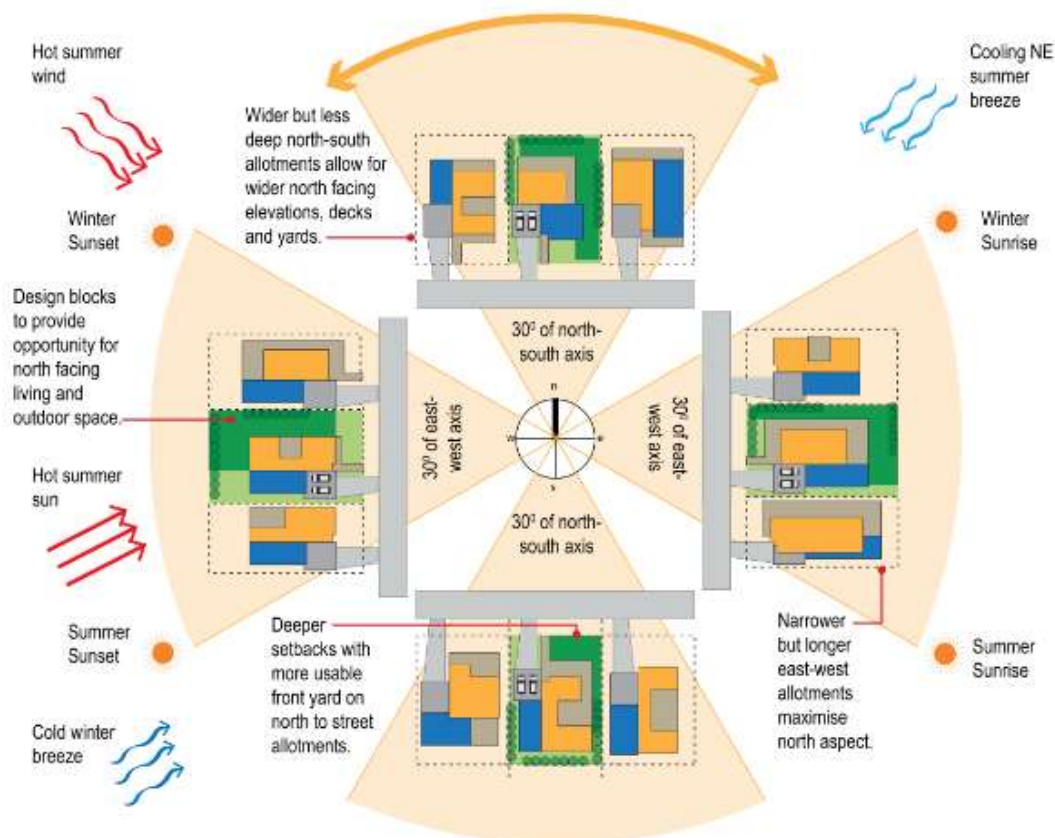 Hot summer
wind
Cooling NE
summer
breeze
Wider but less
deep north-south
allotments allow for
wider north facing
elevations, decks
and yards.
Winter
Sunset
Winter
Sunrise
Design blocks
to provide
opportunity for
north facing
living and
outdoor space.
30⁰ of north-
south axis
30⁰ of east-
west axis
n
w
e
s
30⁰ of east-
west axis
Hot summer
sun
30⁰ of north-
south axis
Summer
Sunset
Deeper
setbacks with
more usable
front yard on
north to street
allotments.
Narrower
but longer
east-west
allotments
maximise
north aspect.
Summer
Sunrise
Cold winter
breeze